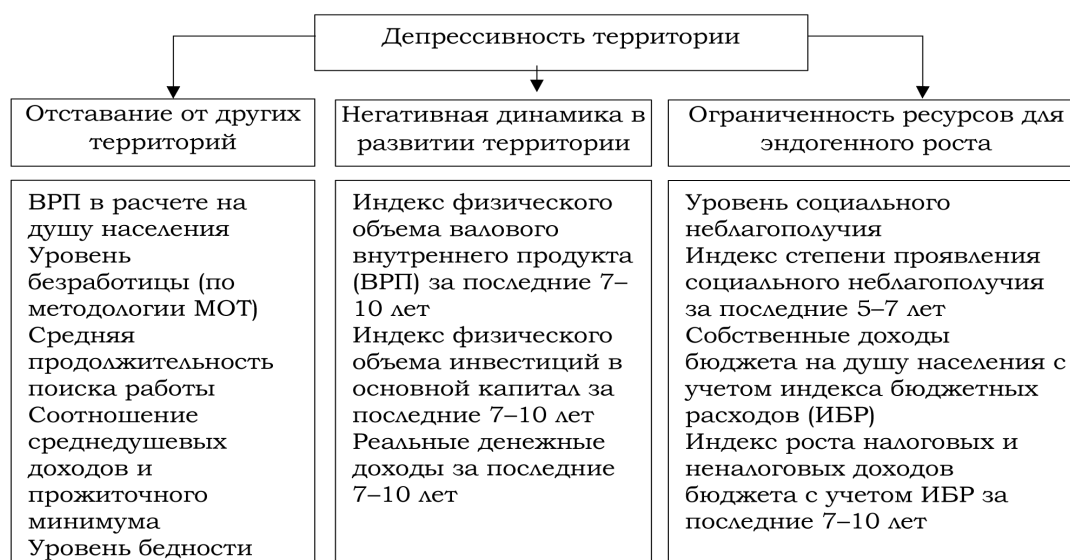 Депрессивность территории
Отставание от других
территорий
Негативная динамика в
развитии территории
Ограниченность ресурсов для
эндогенного роста
ВРП в расчете на
душу населения
Уровень
безработицы (по
методологии МОТ)
Средняя
продолжительность
поиска работы
Соотношение
среднедушевых
доходов и
прожиточного
минимума
Уровень бедности
Индекс физического
объема валового
внутреннего продукта
(ВРП) за последние 7–
10 лет
Индекс физического
объема инвестиций в
основной капитал за
последние 7–10 лет
Реальные денежные
доходы за последние
7–10 лет
Уровень социального
неблагополучия
Индекс степени проявления
социального неблагополучия
за последние 5–7 лет
Собственные доходы
бюджета на душу населения с
учетом индекса бюджетных
расходов (ИБР)
Индекс роста налоговых и
неналоговых доходов
бюджета с учетом ИБР за
последние 7–10 лет